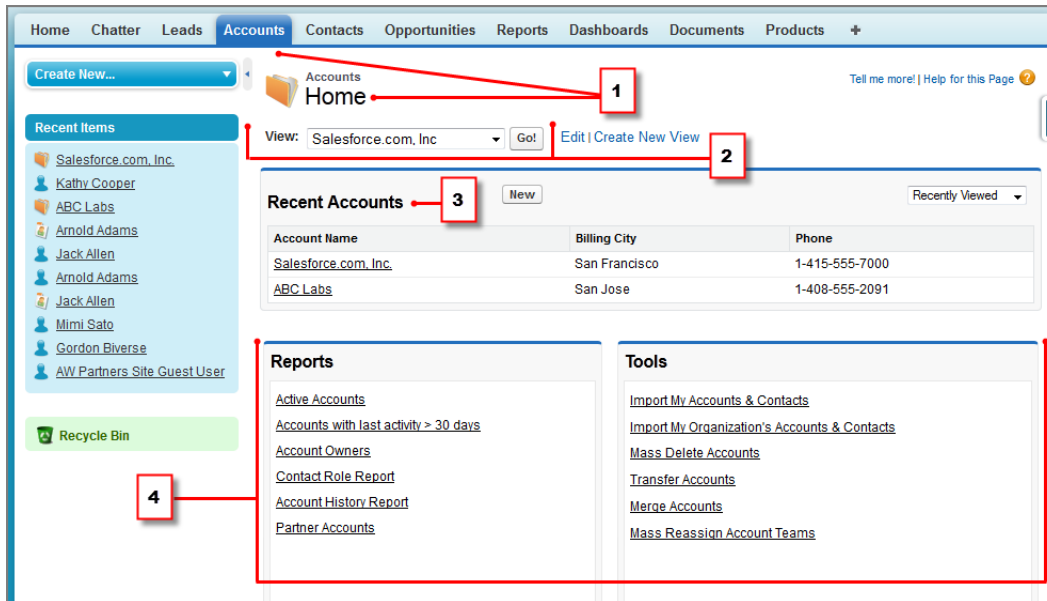 Home Chatter Leads Accounts Contacts Opportunities Reports Dashboards Documents Products +
Create New...
Accounts
Home
1
Tell me more! | Help for this Page ?
Recent Items
Salesforce.com, Inc.
Kathy Cooper
ABC Labs
Arnold Adams
Jack Allen
Arnold Adams
Jack Allen
Mimi Sato
Gordon Biverse
AW Partners Site Guest User
Recycle Bin
View: Salesforce.com, Inc Go! Edit | Create New View
2
Recent Accounts 3 New Recently Viewed
Account Name Billing City Phone
Salesforce.com, Inc. San Francisco 1-415-555-7000
ABC Labs San Jose 1-408-555-2091
4
Reports
Active Accounts
Accounts with last activity > 30 days
Account Owners
Contact Role Report
Account History Report
Partner Accounts
Tools
Import My Accounts & Contacts
Import My Organization's Accounts & Contacts
Mass Delete Accounts
Transfer Accounts
Merge Accounts
Mass Reassign Account Teams